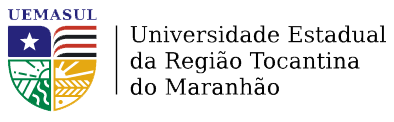 UEMASUL
Universidade Estadual
da Região Tocantina
do Maranhão